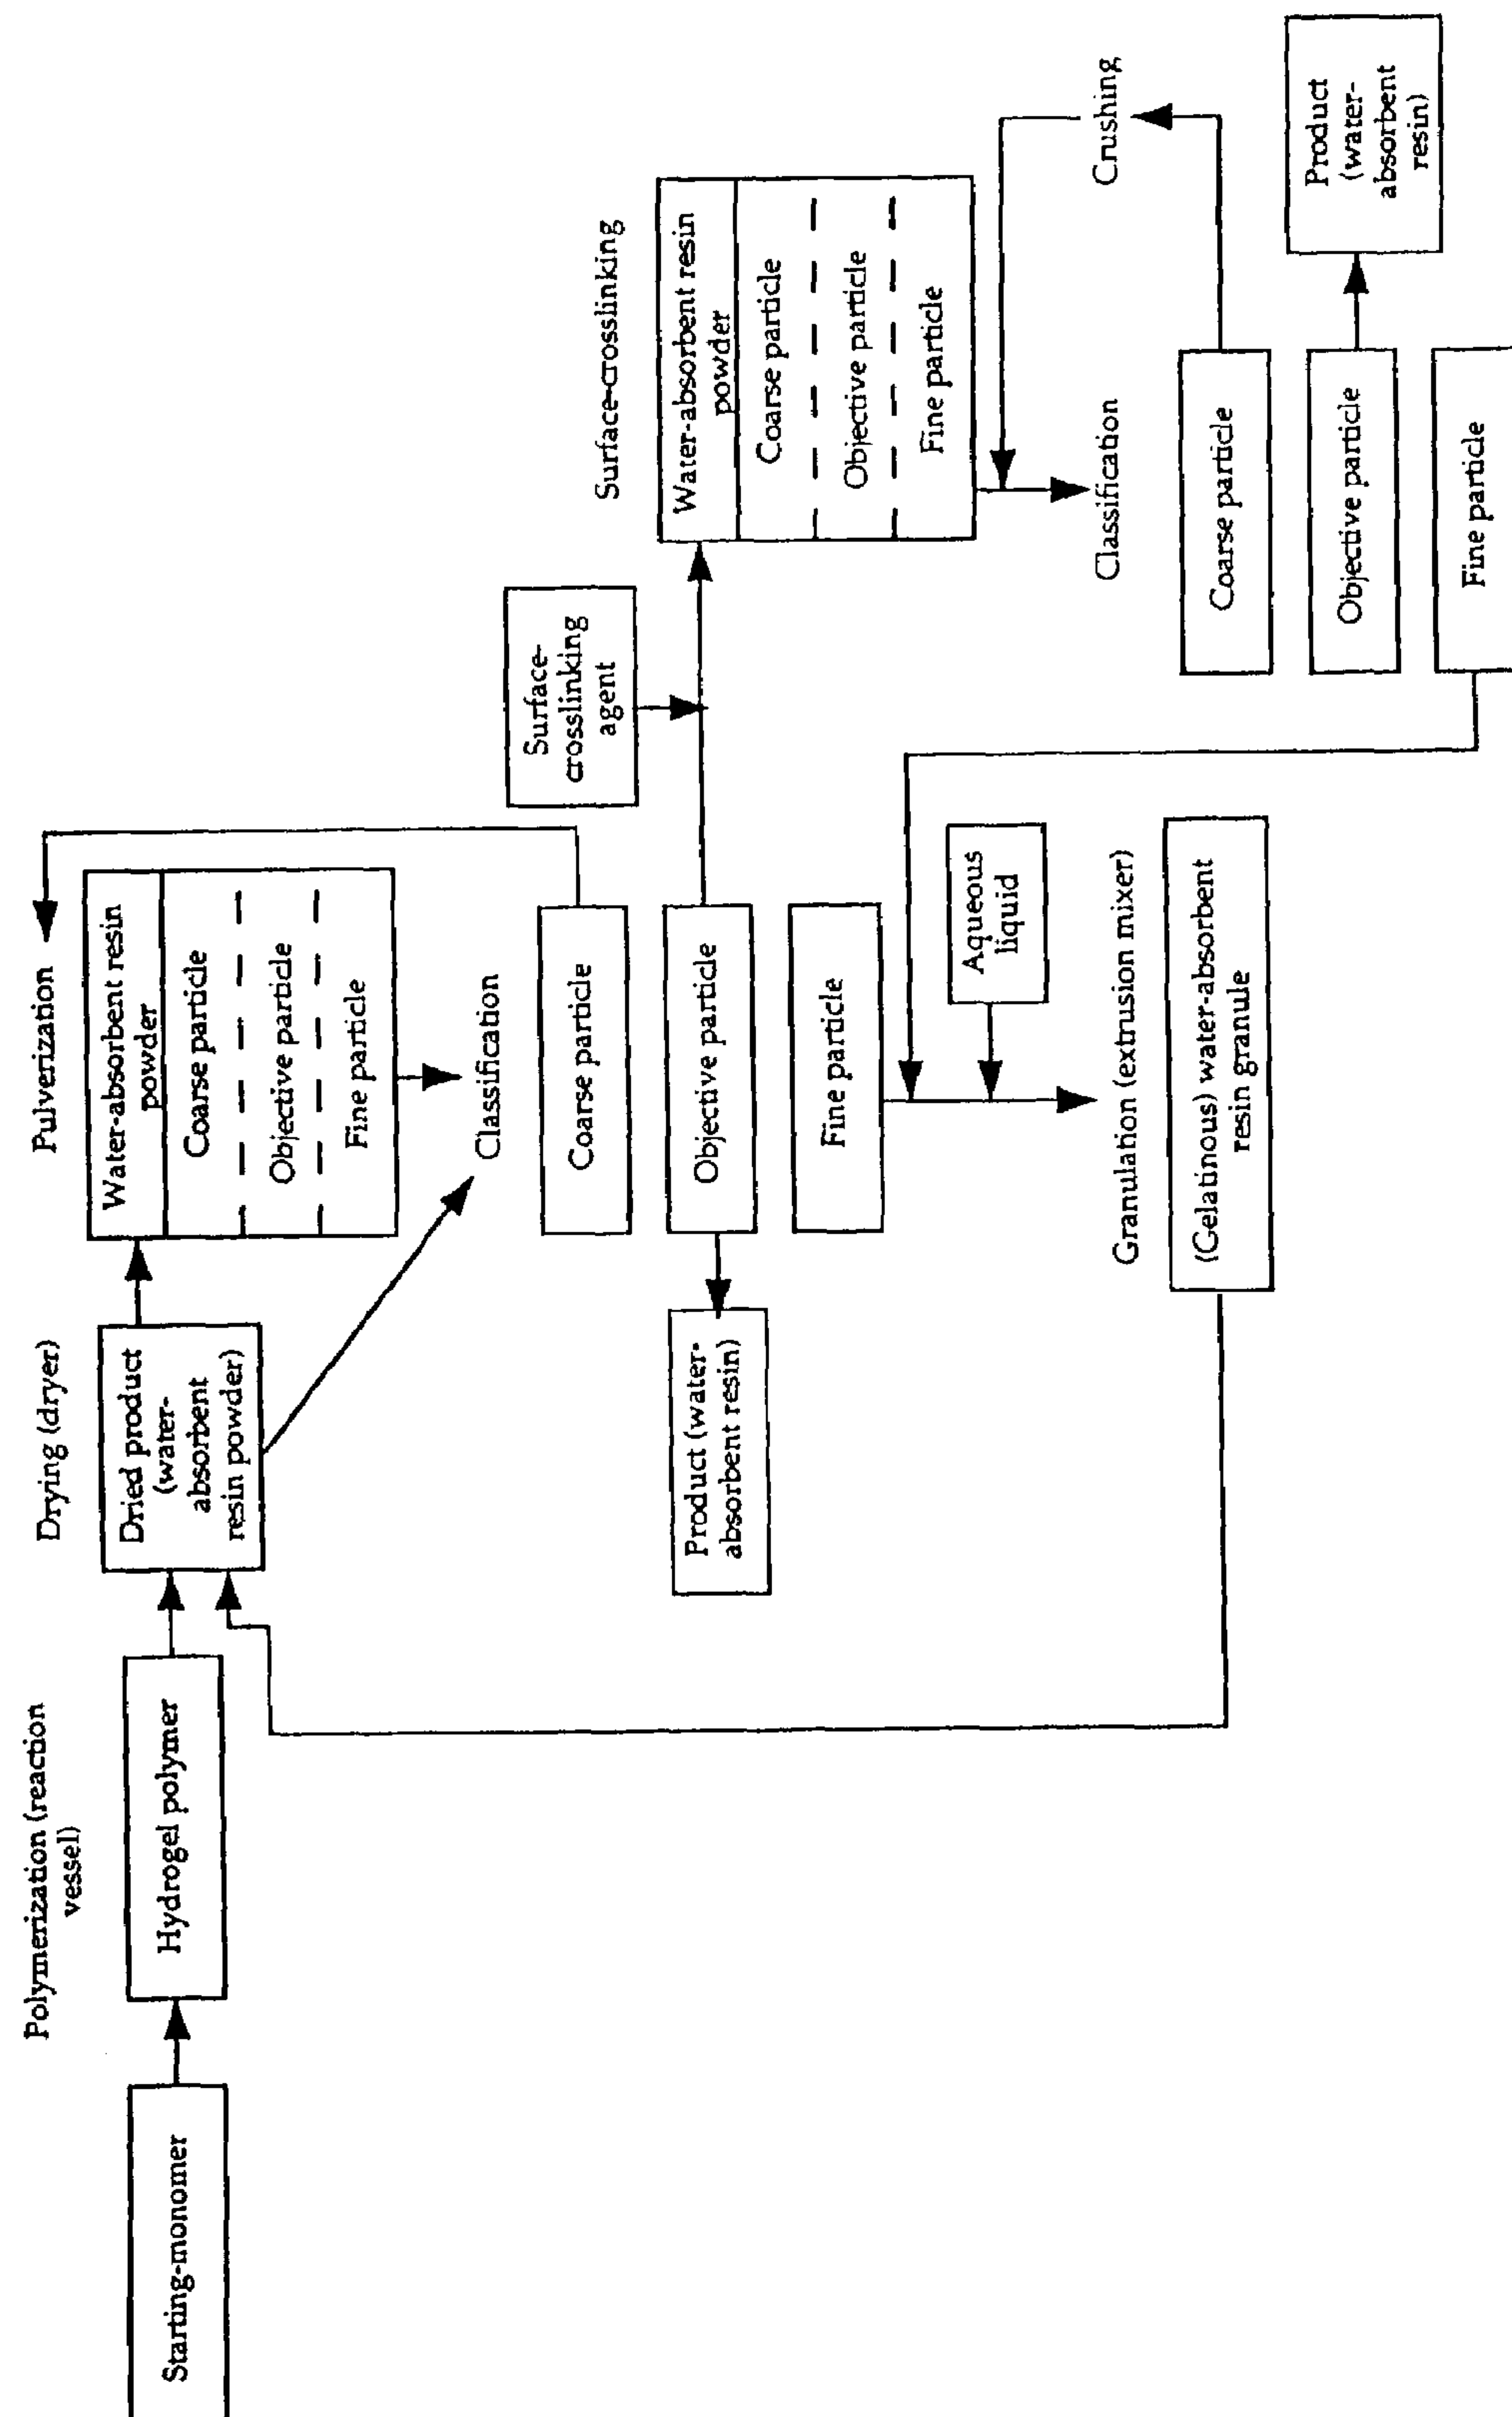 Starting-monomer
Polymerization (reaction
vessel)
Hydrogel polymer
Drying (dryer)
Dried product
(water-
absorbent
resin powder)
Pulverization
Water-absorbent resin
powder
Coarse particle
Objective particle
Fine particle
Classification
Coarse particle
Objective particle
Fine particle
Product (water-
absorbent resin)
Aqueous
liquid
Granulation (extrusion mixer)
(Gelatinous) water-absorbent
resin granule
Surface-
crosslinking
agent
Surface-crosslinking
Water-absorbent resin
powder
Coarse particle
Objective particle
Fine particle
Classification
Crushing
Coarse particle
Objective particle
Fine particle
Product
(water-
absorbent
resin)